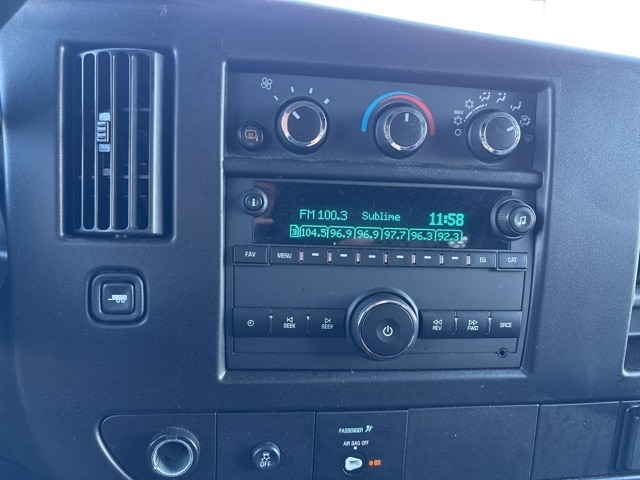 MAX
FM 100.3 Sublime 11:58
3 104.5 96.9 96.9 97.7 96.3 92.3
FAV MENU EQ CAT
SEEK SEEK REV FWD SRCE
PASSENGER
AIR BAG OFF
OFF